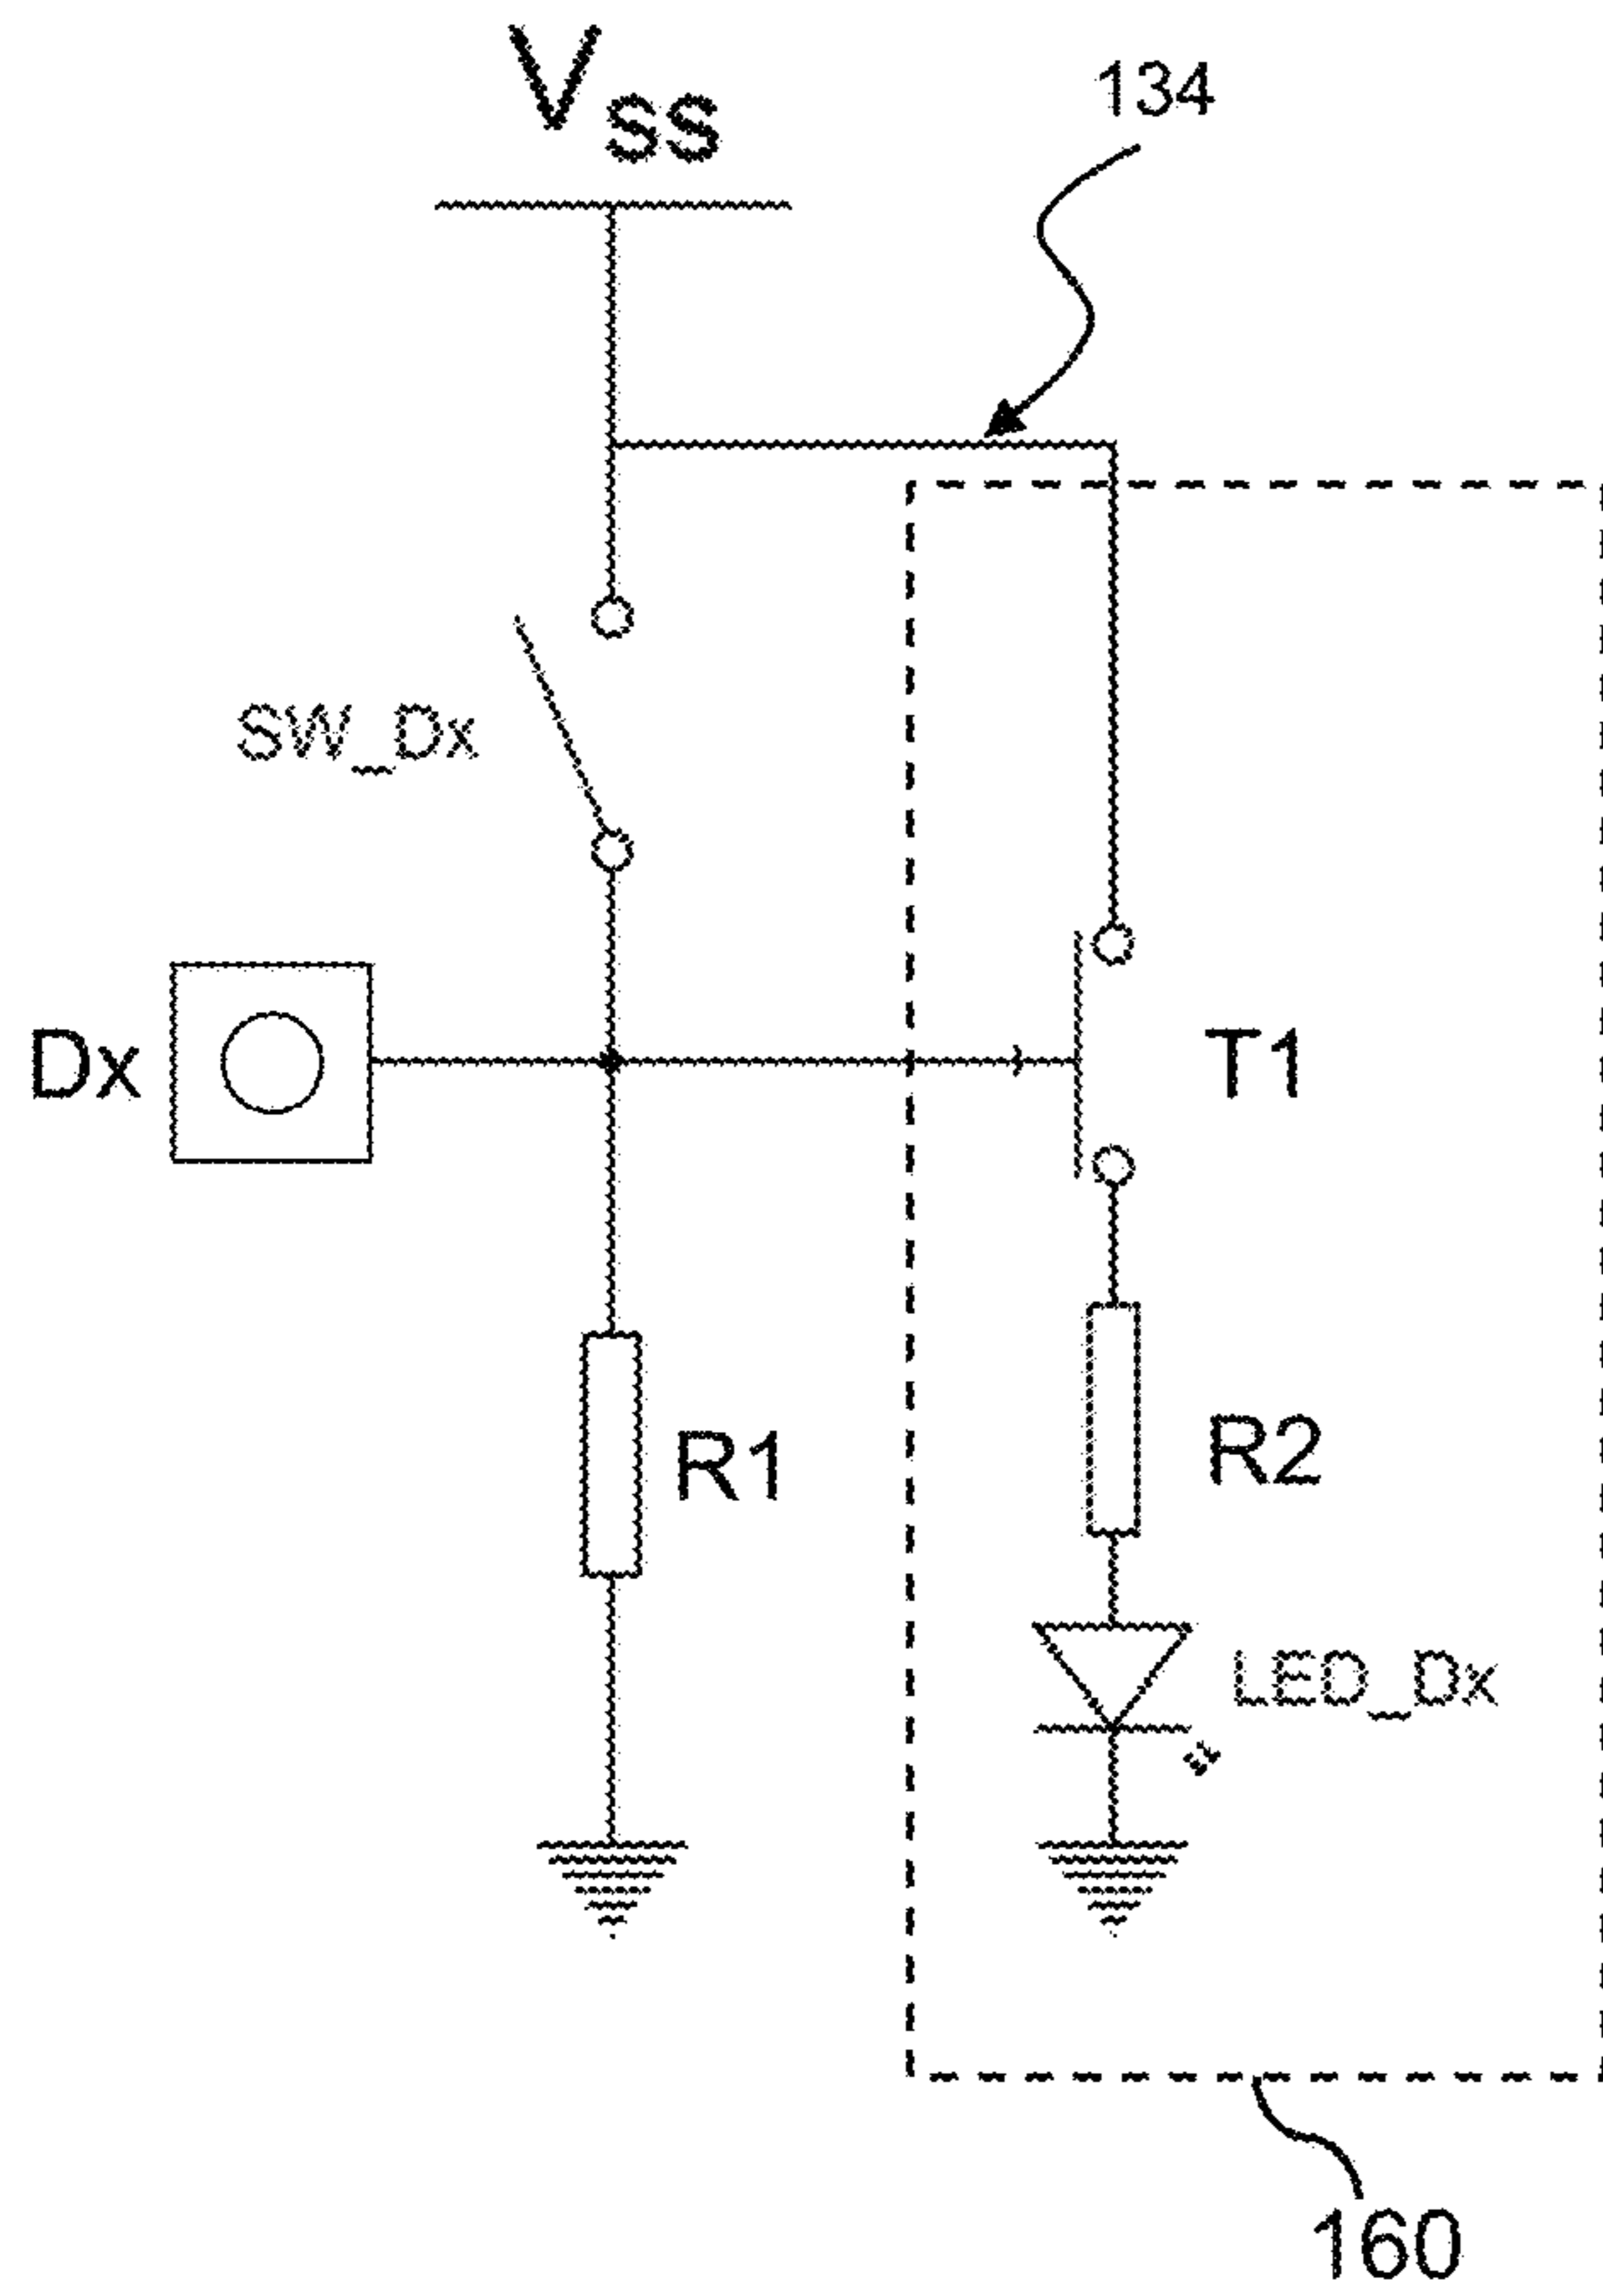 VSS
134
SW_Dx
Dx
T1
R1
R2
LED_Dx
160